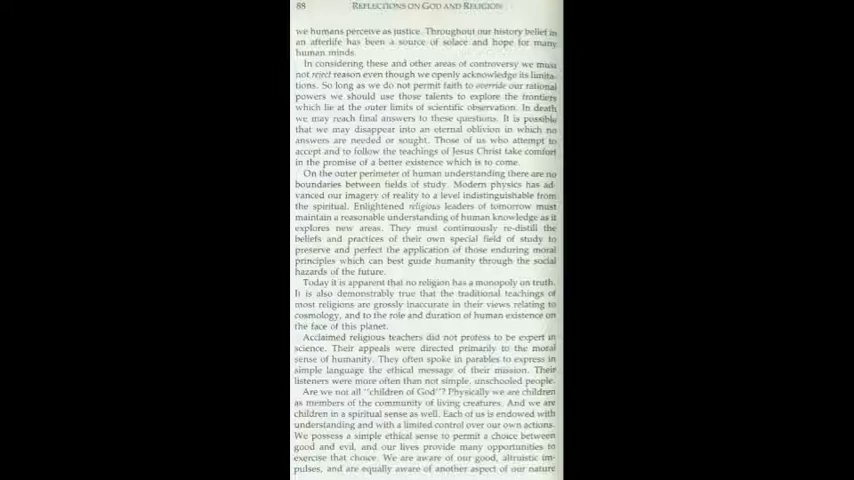 88 REFLECTIONS ON GOD AND RELIGION
we humans perceive as justice. Throughout our history belief in
an afterlife has been a source of solace and hope for many
human minds.
In considering these and other areas of controversy we must
not reject reason even though we openly acknowledge its limita-
tions. So long as we do not permit faith to override our rational
powers we should use those talents to explore the frontiers
which lie at the outer limits of scientific observation. In death
we may reach final answers to these questions. It is possible
that we may disappear into an eternal oblivion in which no
answers are needed or sought. Those of us who attempt to
accept and to follow the teachings of Jesus Christ take comfort
in the promise of a better existence which is to come.
On the outer perimeter of human understanding there are no
boundaries between fields of study. Modern physics has ad-
vanced our imagery of reality to a level indistinguishable from
the spiritual. Enlightened religious leaders of tomorrow must
maintain a reasonable understanding of human knowledge as it
explores new areas. They must continuously re-distill the
beliefs and practices of their own special field of study to
preserve and perfect the application of those enduring moral
principles which can best guide humanity through the social
hazards of the future.
Today it is apparent that no religion has a monopoly on truth.
It is also demonstrably true that the traditional teachings of
most religions are grossly inaccurate in their views relating to
cosmology, and to the role and duration of human existence on
the face of this planet.
Acclaimed religious teachers did not profess to be expert in
science. Their appeals were directed primarily to the moral
sense of humanity. They often spoke in parables to express in
simple language the ethical message of their mission. Their
listeners were more often than not simple, unschooled people.
Are we not all "children of God"? Physically we are children
as members of the community of living creatures. And we are
children in a spiritual sense as well. Each of us is endowed with
understanding and with a limited control over our own actions.
We possess a simple ethical sense to permit a choice between
good and evil, and our lives provide many opportunities to
exercise that choice. We are aware of our good, altruistic im-
pulses, and are equally aware of another aspect of our nature